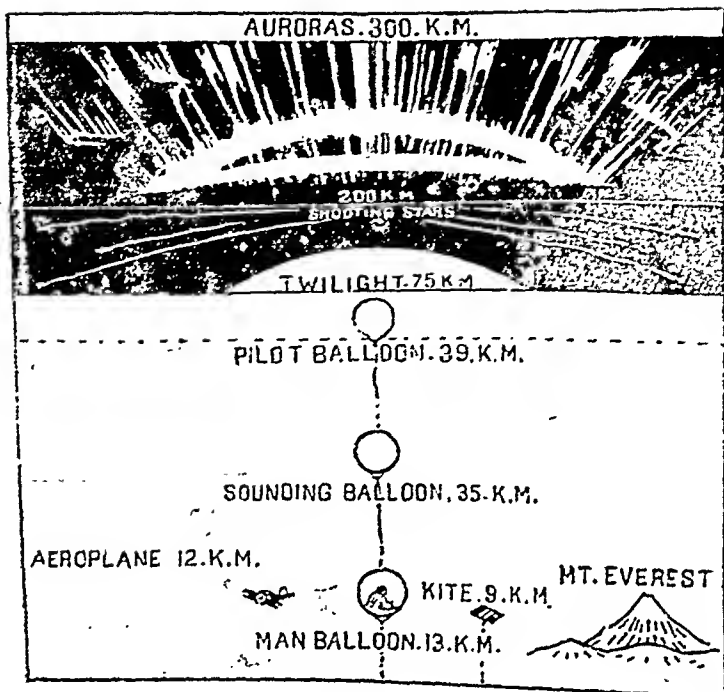 AURORAS.300.K.M.
200 K.M
SHOOTING STARS
TWILIGHT.75 K.M
PILOT BALLOON.39.K.M.
SOUNDING BALLOON.35.K.M.
AEROPLANE 12.K.M.
KITE.9.K.M.
MT. EVEREST
MAN BALLOON.13.K.M.